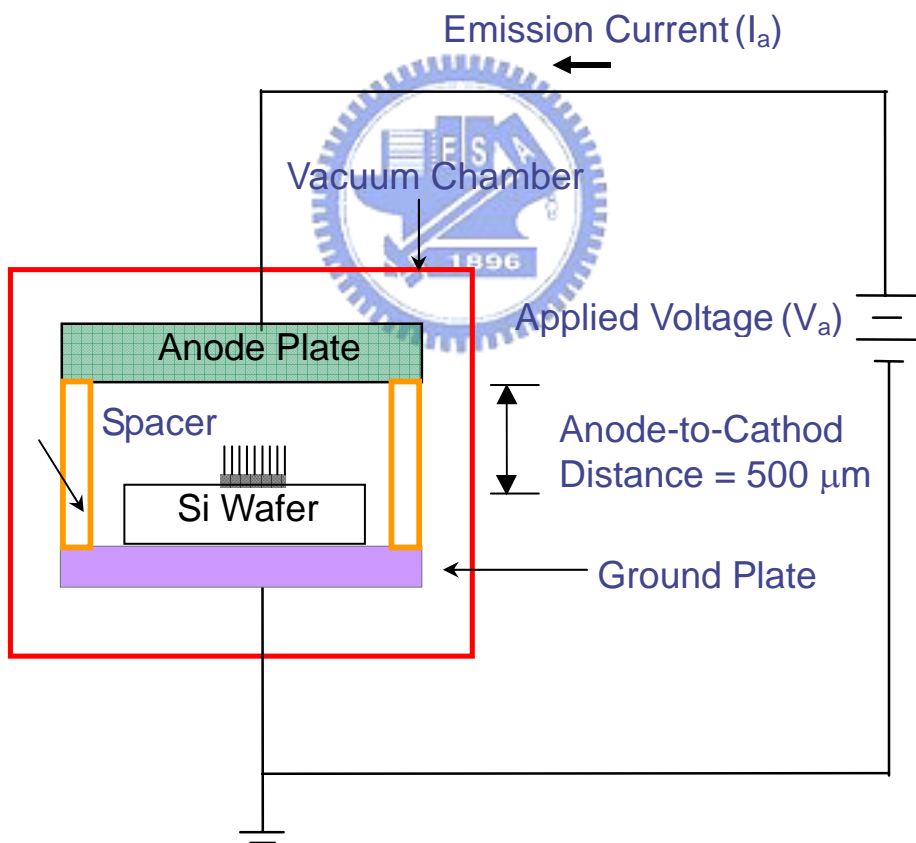 Emission Current (Iₐ)
E S A
Vacuum Chamber
1896
Applied Voltage (Vₐ)
Anode Plate
Spacer
Anode-to-Cathod
Distance = 500 μm
Si Wafer
Ground Plate